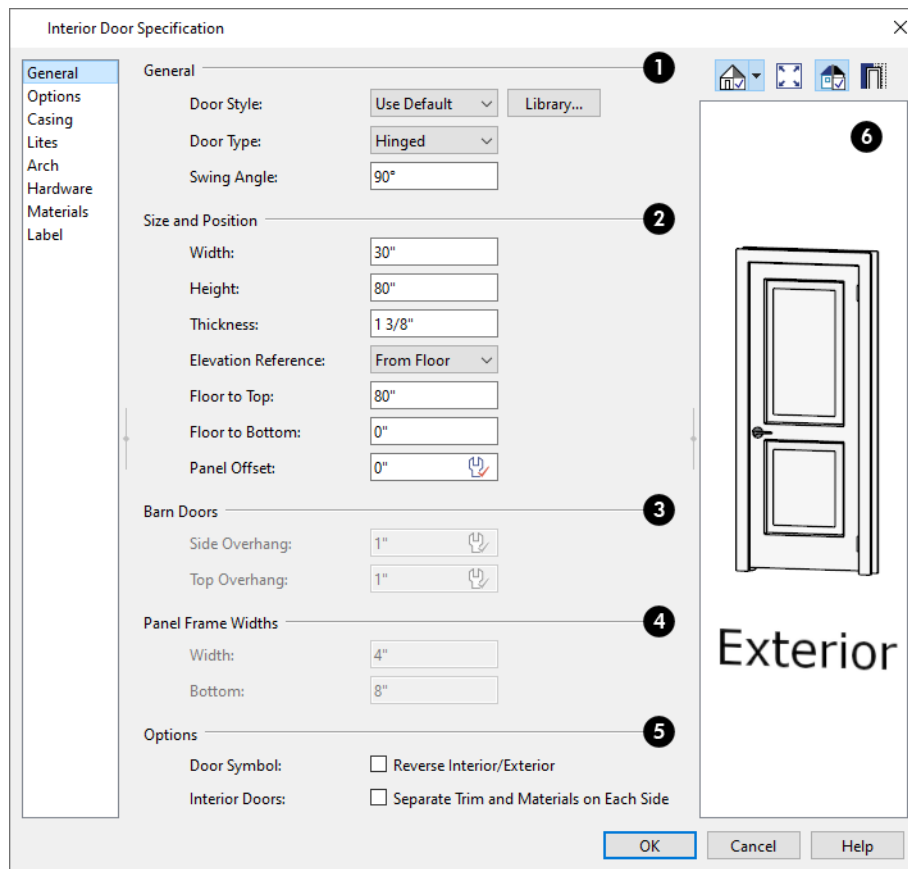 Interior Door Specification
General
Options
Casing
Lites
Arch
Hardware
Materials
Label
General 1
Door Style: Use Default Library...
Door Type: Hinged
Swing Angle: 90°
Size and Position 2
Width: 30"
Height: 80"
Thickness: 1 3/8"
Elevation Reference: From Floor
Floor to Top: 80"
Floor to Bottom: 0"
Panel Offset: 0"
Barn Doors 3
Side Overhang: 1"
Top Overhang: 1"
Panel Frame Widths 4
Width: 4"
Bottom: 8"
Options 5
Door Symbol: Reverse Interior/Exterior
Interior Doors: Separate Trim and Materials on Each Side
6
Exterior
OK Cancel Help